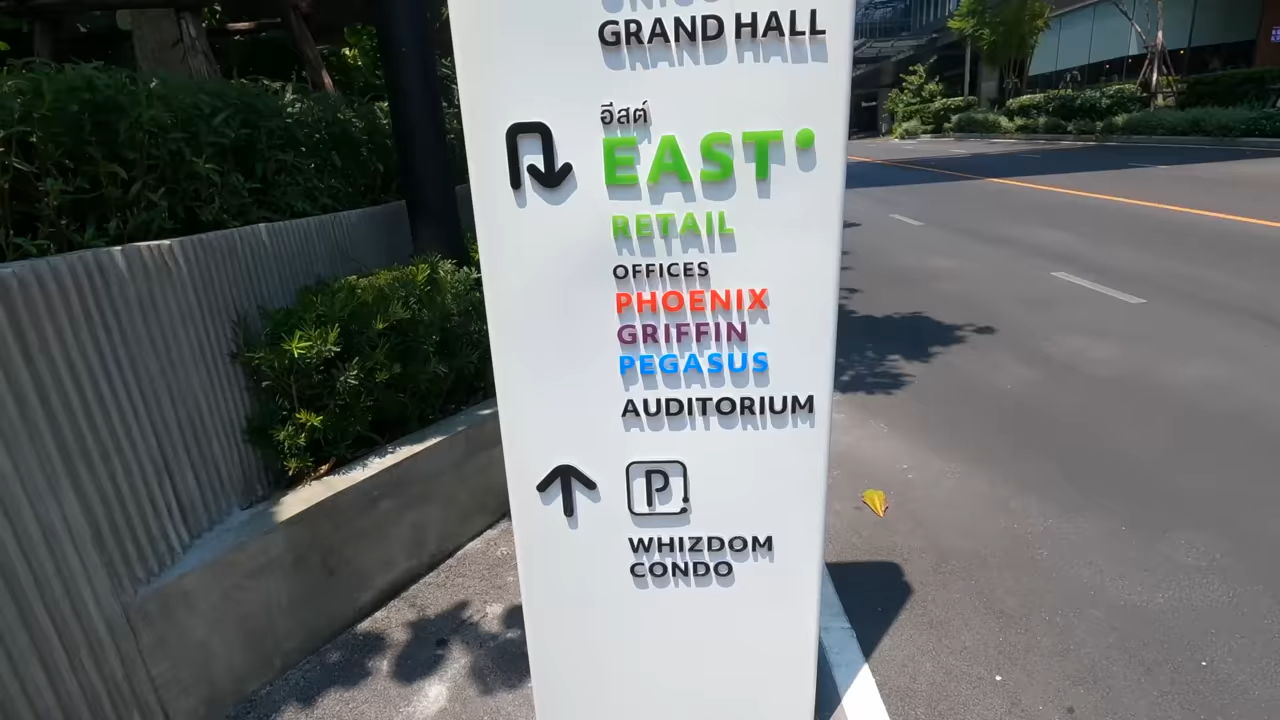 GRAND HALL
อีสต์
EAST
RETAIL
OFFICES
PHOENIX
GRIFFIN
PEGASUS
AUDITORIUM
P
WHIZDOM
CONDO